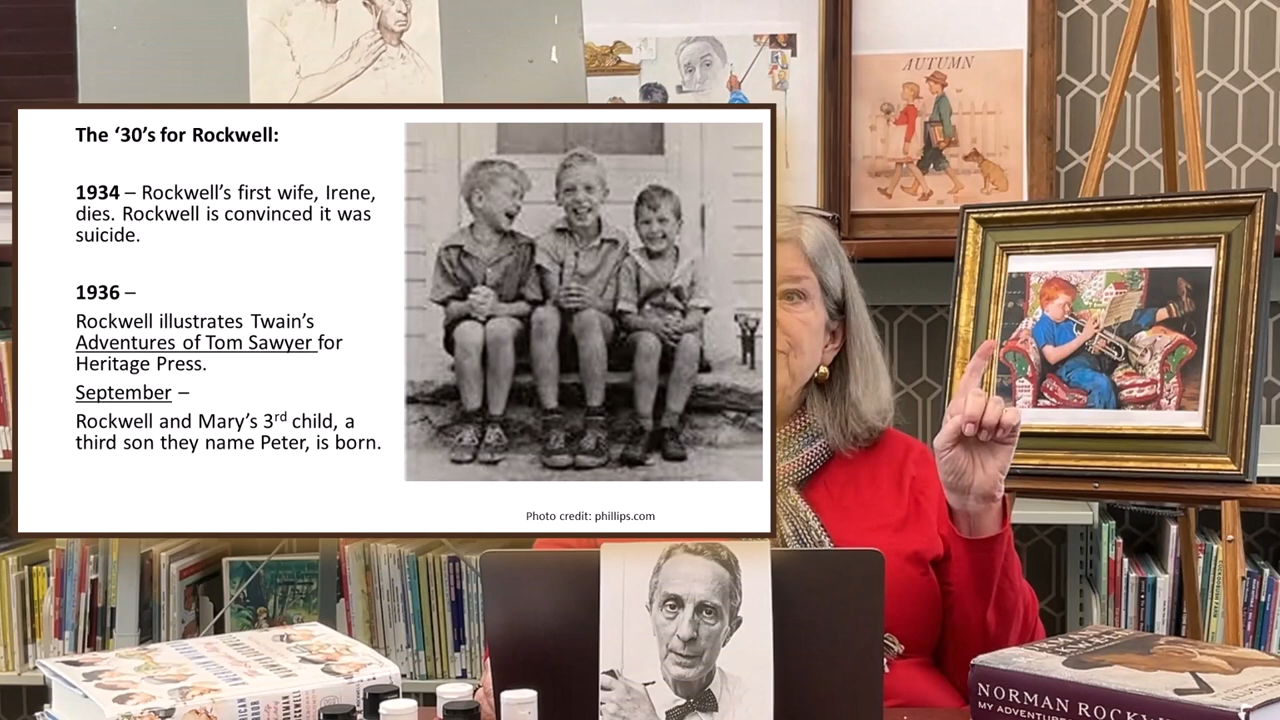 AUTUMN
The ‘30’s for Rockwell:
1934 – Rockwell’s first wife, Irene,
dies. Rockwell is convinced it was
suicide.
1936 –
Rockwell illustrates Twain’s
Adventures of Tom Sawyer for
Heritage Press.
September –
Rockwell and Mary’s 3rd child, a
third son they name Peter, is born.
Photo credit: phillips.com
NORMAN ROCKW
MY ADVENTU